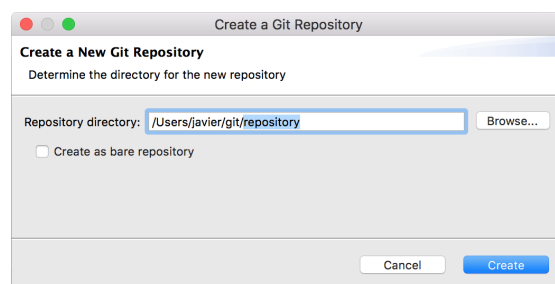 Create a Git Repository
Create a New Git Repository
Determine the directory for the new repository
Repository directory: /Users/javier/git/repository Browse...
Create as bare repository
Cancel Create